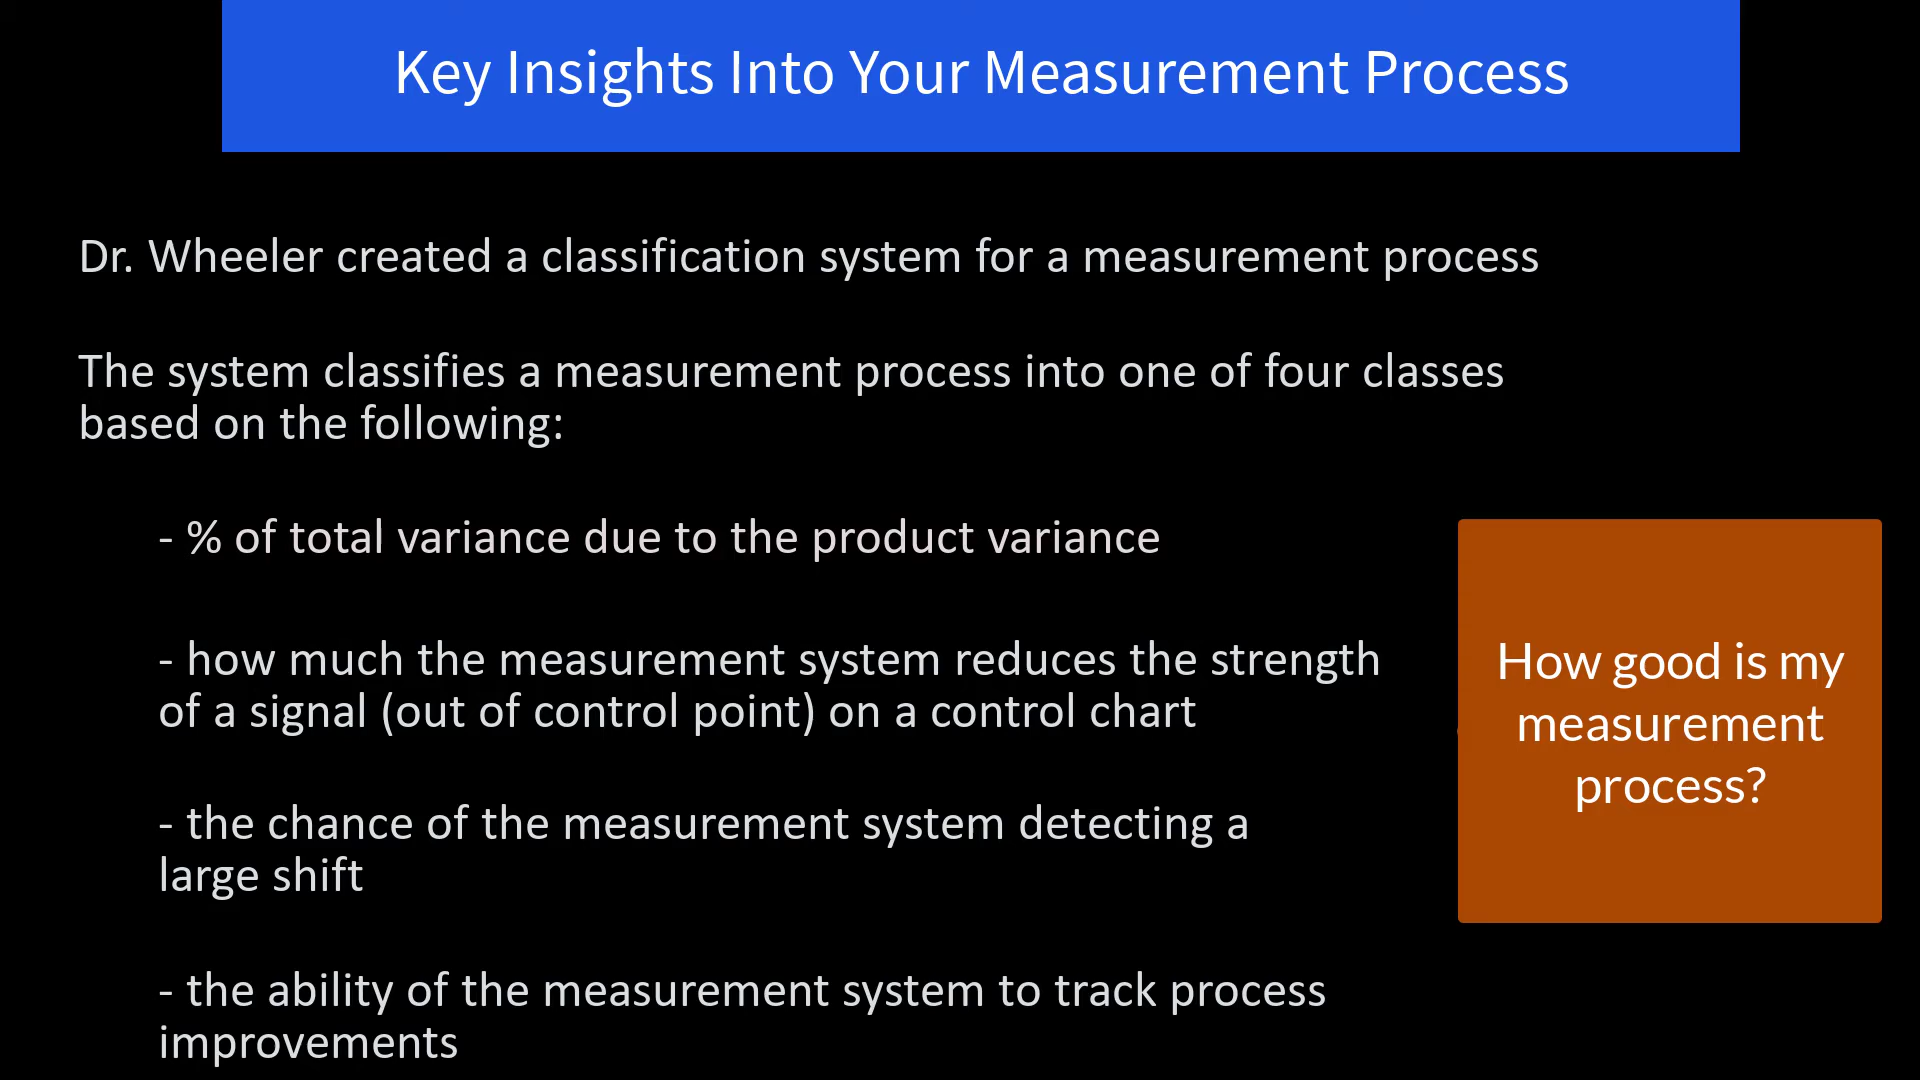 Key Insights Into Your Measurement Process
Dr. Wheeler created a classification system for a measurement process
The system classifies a measurement process into one of four classes
based on the following:
- % of total variance due to the product variance
- how much the measurement system reduces the strength
of a signal (out of control point) on a control chart
- the chance of the measurement system detecting a
large shift
- the ability of the measurement system to track process
improvements
How good is my
measurement
process?